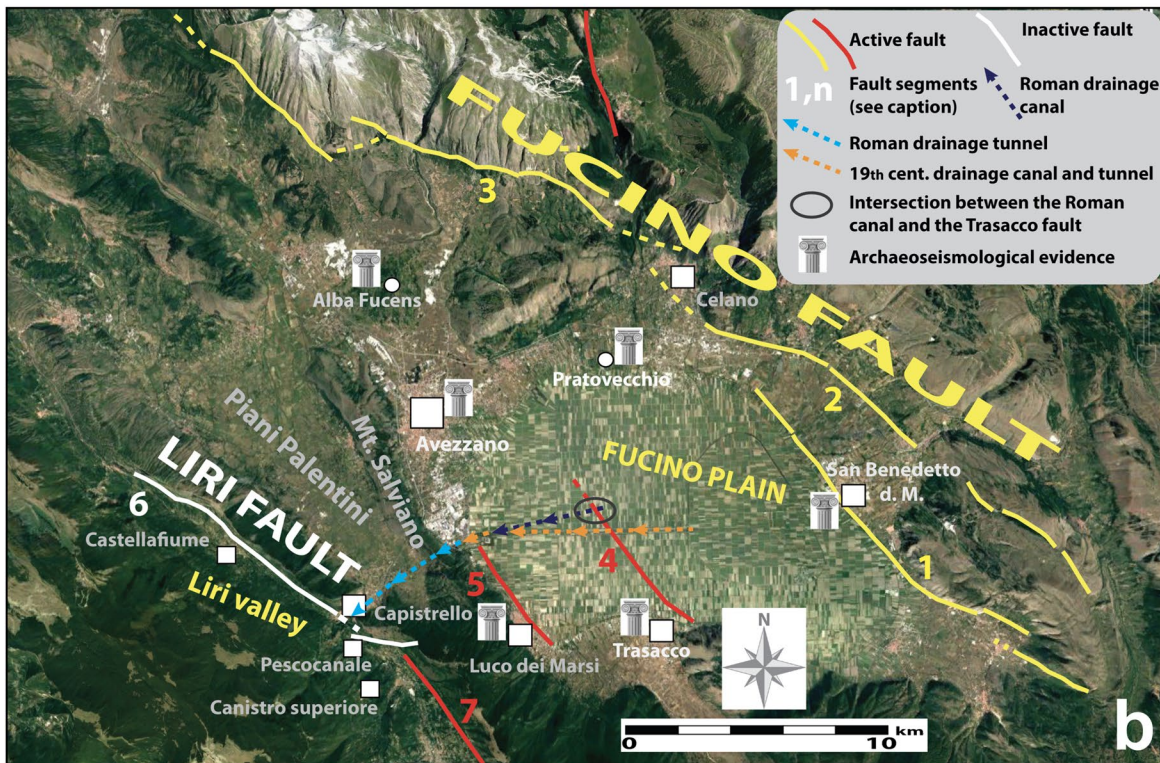 Active fault
Inactive fault
1,n
Fault segments
(see caption)
Roman drainage
canal
Roman drainage tunnel
19th cent. drainage canal and tunnel
Intersection between the Roman
canal and the Trasacco fault
Archaeoseismological evidence
FUCINO FAULT
3
Alba Fucens
Celano
Pratovecchio
2
Piani Palentini
Mt. Salviano
Avezzano
FUCINO PLAIN
San Benedetto
d. M.
LIRI FAULT
6
Castellafiume
4
1
5
Liri valley
Capistrello
Pescocanale
Luco dei Marsi
Trasacco
N
Canistro superiore
7
0
10
km
b